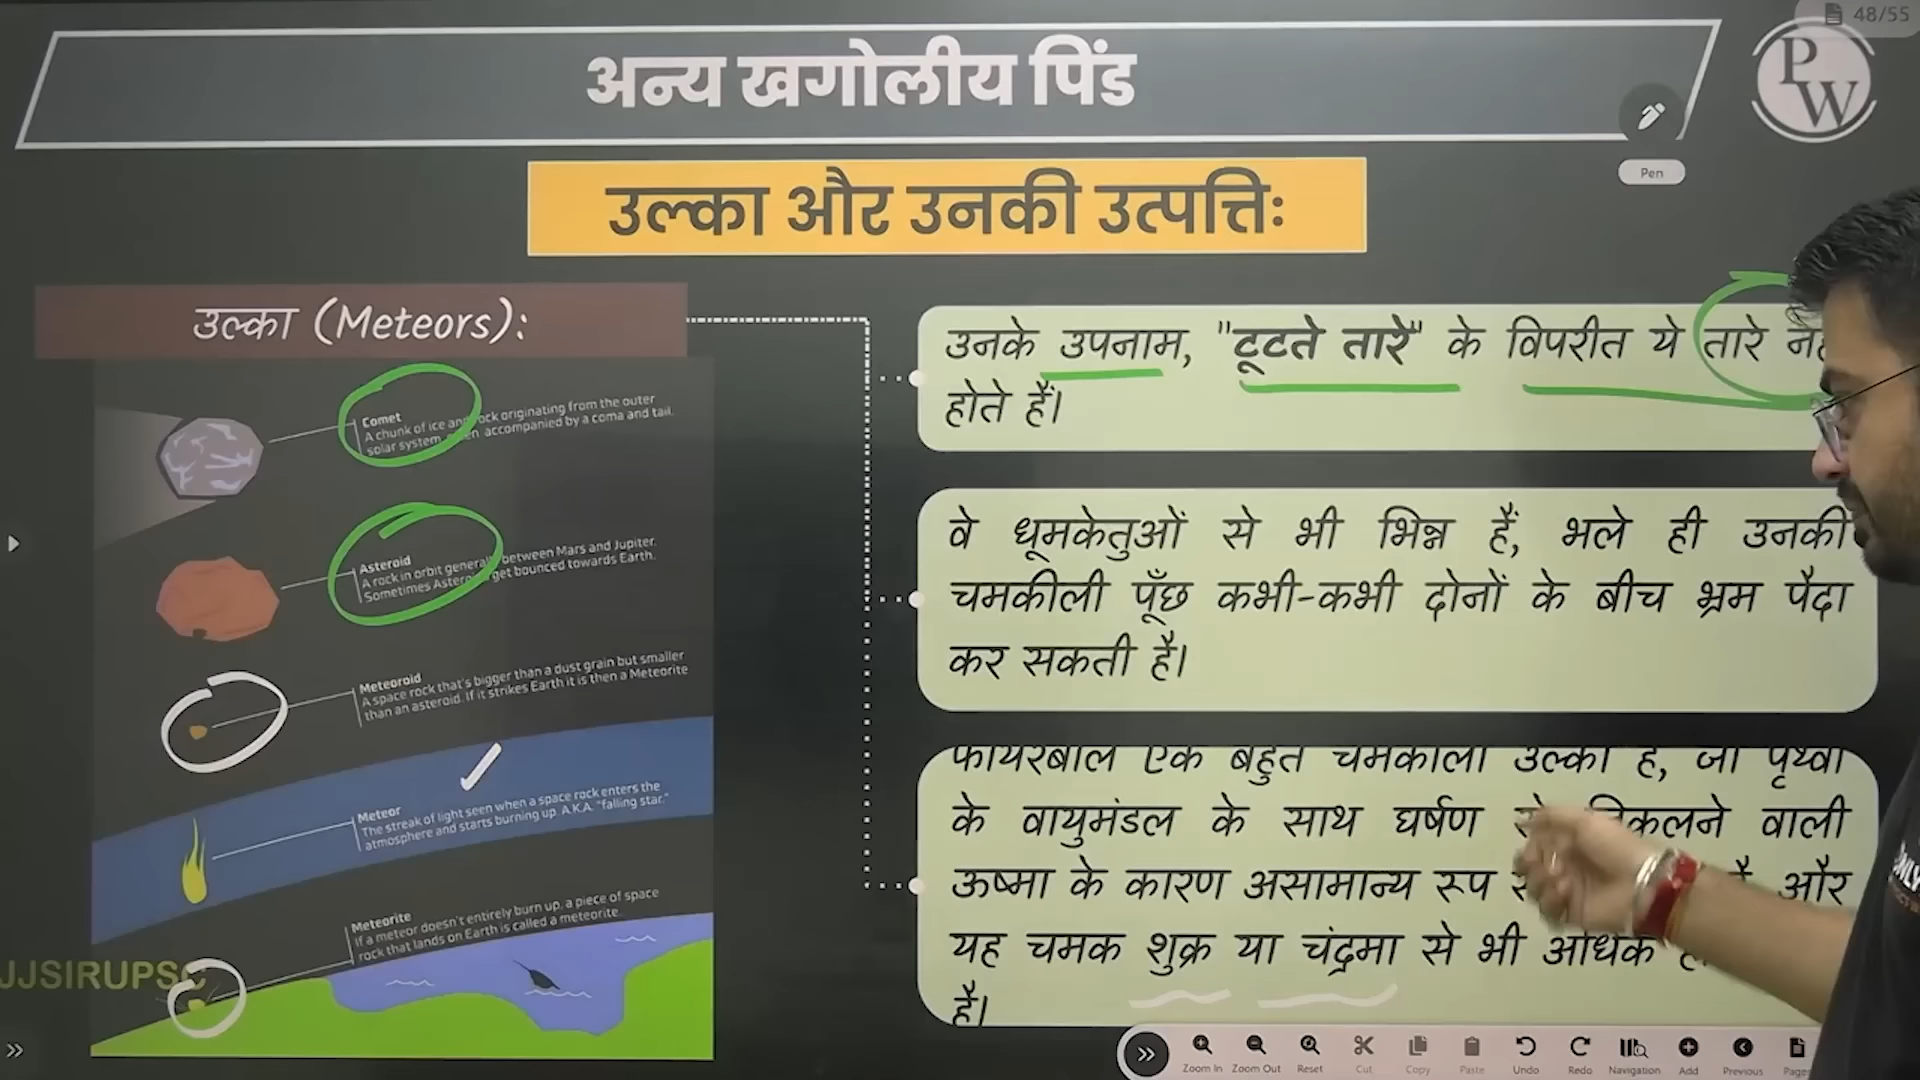 48/55
अन्य खगोलीय पिंड
PW
Pen
उल्का और उनकी उत्पत्तिः
उल्का (Meteors):
Comet
A chunk of ice and rock originating from the outer
solar system, accompanied by a coma and tail.
Asteroid
A rock in orbit generally between Mars and Jupiter.
Sometimes get bounced towards Earth.
Meteoroid
A space rock that's bigger than a dust grain but smaller
than an asteroid. If it strikes Earth it is then a Meteorite
Meteor
The streak of light seen when a space rock enters the
atmosphere and starts burning up. A.K.A. "falling star."
Meteorite
If a meteor doesn't entirely burn up, a piece of space
rock that lands on Earth is called a meteorite.
JJSIRUPSC
उनके उपनाम, "टूटते तारे" के विपरीत ये तारे
होते हैं।
वे धूमकेतुओं से भी भिन्न हैं, भले ही उनकी
चमकीली पूँछ कभी-कभी दोनों के बीच भ्रम पैदा
कर सकती है।
फायरबॉल एक बहुत चमकीला उल्का है, जो पृथ्वी
के वायुमंडल के साथ घर्षण वाली
ऊष्मा के कारण असामान्य रूप और
यह चमक शुक्र या चंद्रमा से भी अधिक
है।
Zoom In Zoom Out Reset Cut Copy Paste Undo Redo Navigation Add Previous Pages